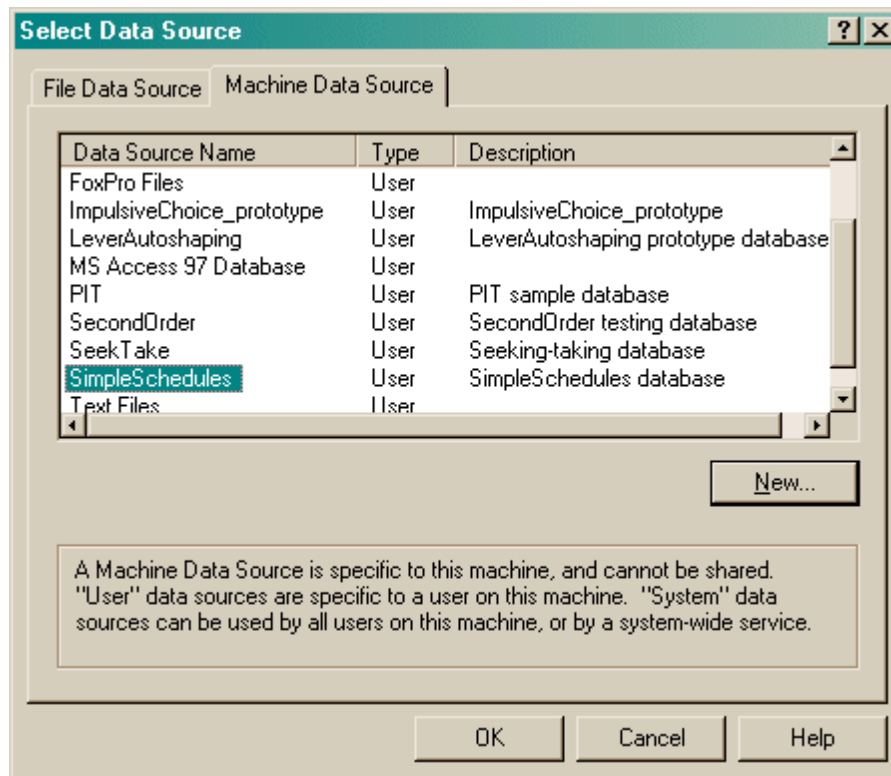 Select Data Source
File Data Source Machine Data Source
Data Source Name Type Description
FoxPro Files User
ImpulsiveChoice_prototype User ImpulsiveChoice_prototype
LeverAutoshaping User LeverAutoshaping prototype database
MS Access 97 Database User
PIT User PIT sample database
SecondOrder User SecondOrder testing database
SeekTake User Seeking-taking database
SimpleSchedules User SimpleSchedules database
Text Files User
New...
A Machine Data Source is specific to this machine, and cannot be shared.
"User" data sources are specific to a user on this machine. "System" data
sources can be used by all users on this machine, or by a system-wide service.
OK Cancel Help